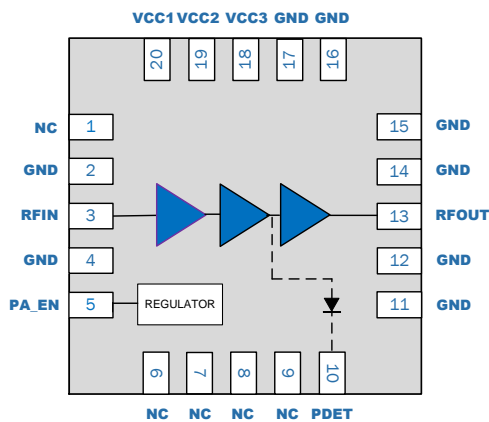 VCC1 VCC2 VCC3 GND GND
20 19 18 17 16
NC 1 15 GND
GND 2 14 GND
RFIN 3 13 RFOUT
GND 4 12 GND
PA_EN 5 REGULATOR 11 GND
6 7 8 9 10
NC NC NC NC PDET